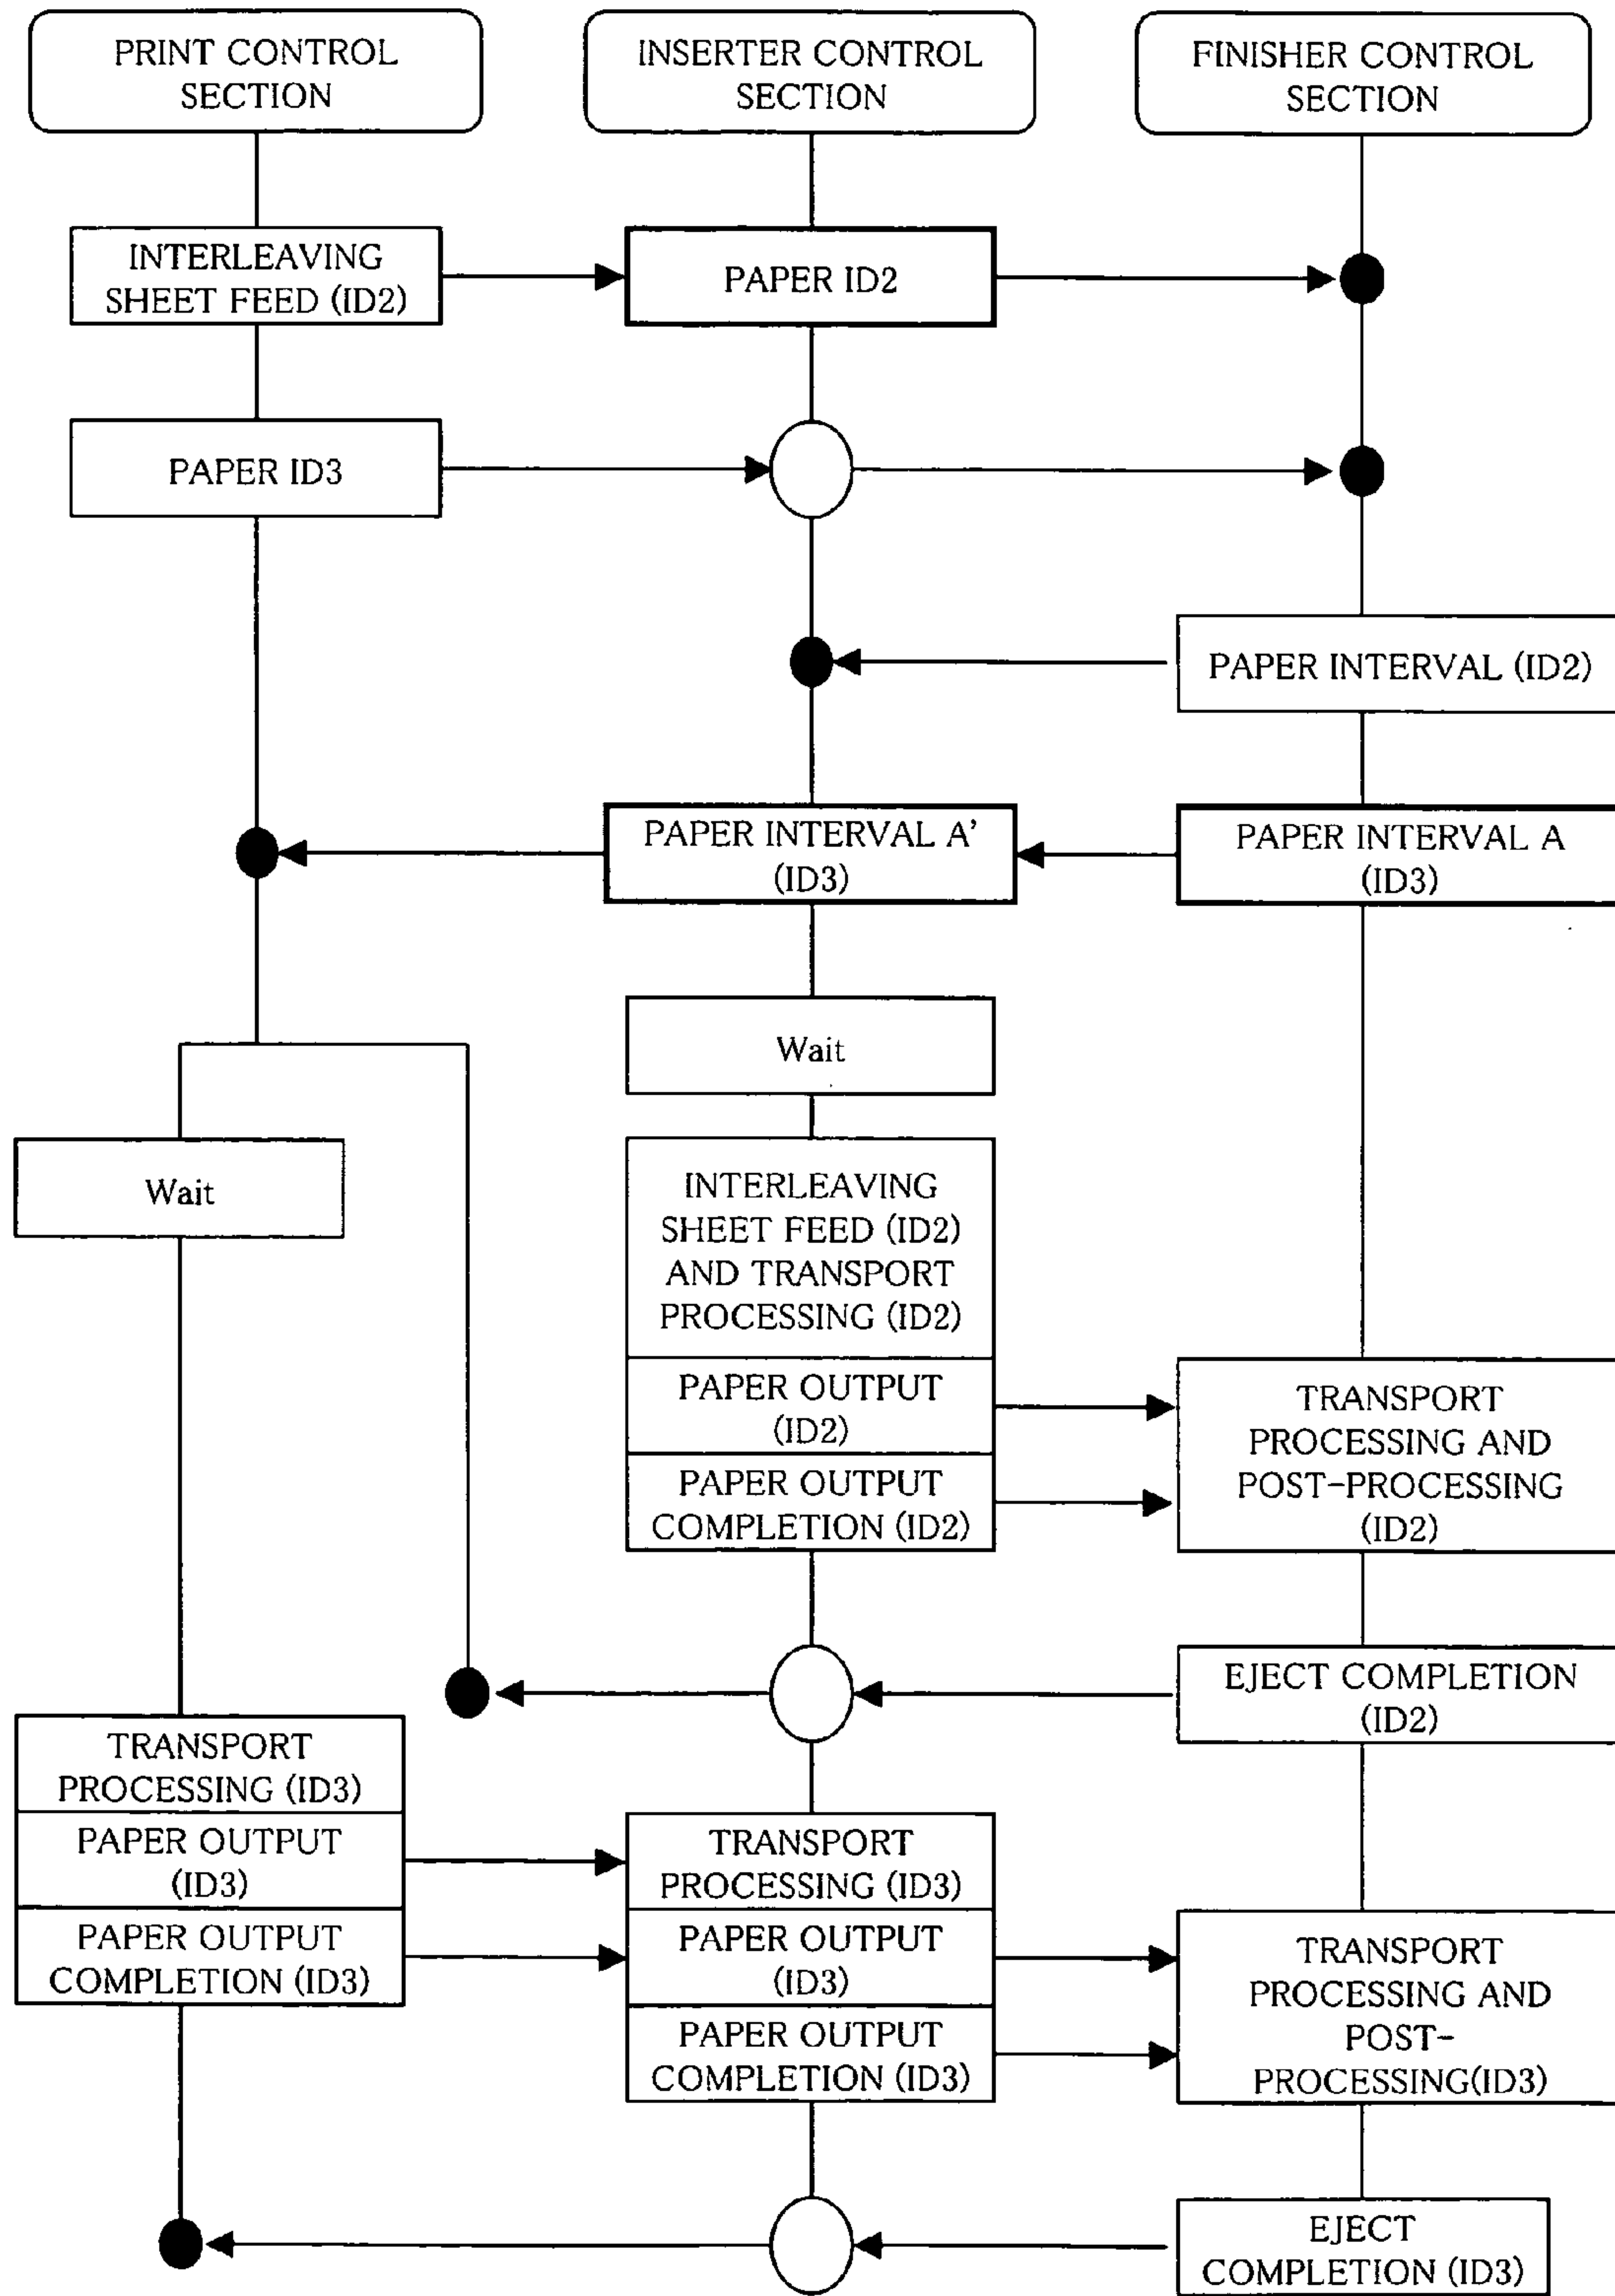 PRINT CONTROL
SECTION
INSERTER CONTROL
SECTION
FINISHER CONTROL
SECTION
INTERLEAVING
SHEET FEED (ID2)
PAPER ID2
PAPER ID3
PAPER INTERVAL (ID2)
PAPER INTERVAL A'
(ID3)
PAPER INTERVAL A
(ID3)
Wait
Wait
INTERLEAVING
SHEET FEED (ID2)
AND TRANSPORT
PROCESSING (ID2)
PAPER OUTPUT
(ID2)
PAPER OUTPUT
COMPLETION (ID2)
TRANSPORT
PROCESSING AND
POST-PROCESSING
(ID2)
EJECT COMPLETION
(ID2)
TRANSPORT
PROCESSING (ID3)
PAPER OUTPUT
(ID3)
PAPER OUTPUT
COMPLETION (ID3)
TRANSPORT
PROCESSING (ID3)
PAPER OUTPUT
(ID3)
PAPER OUTPUT
COMPLETION (ID3)
TRANSPORT
PROCESSING AND
POST-
PROCESSING(ID3)
EJECT
COMPLETION (ID3)